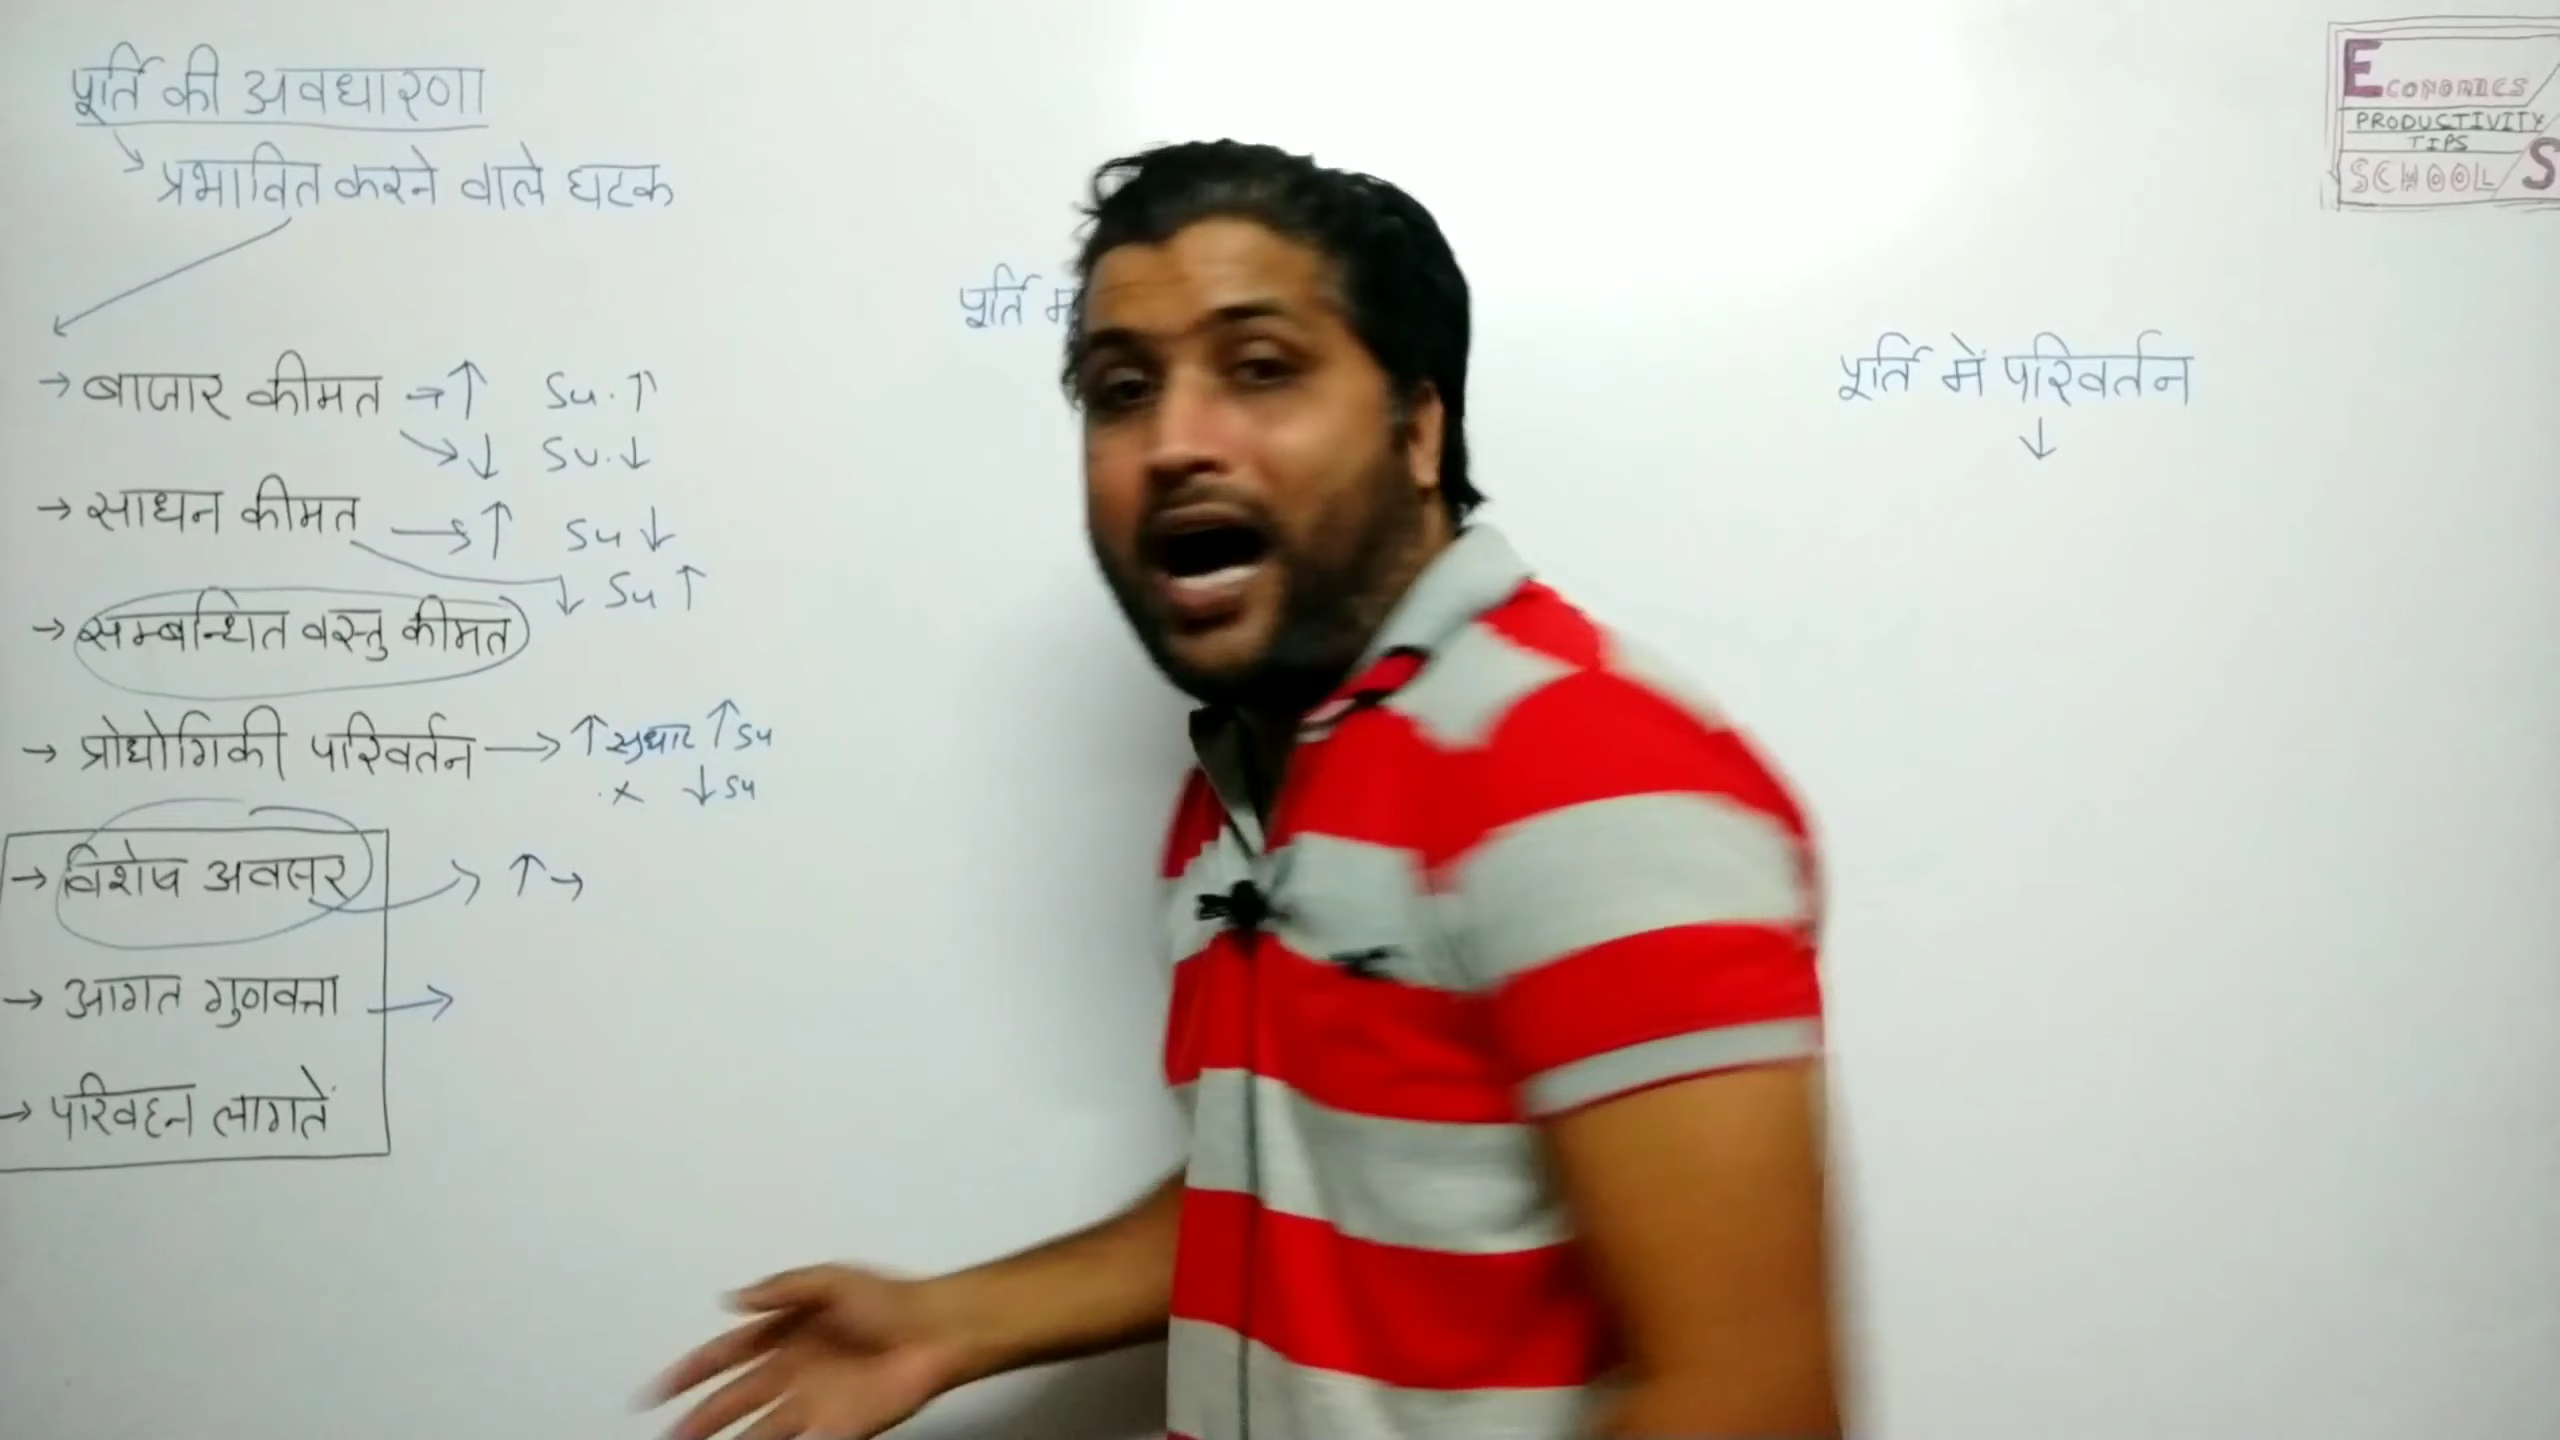 पूर्ति की अवधारणा
प्रभावित करने वाले घटक
→ बाजार कीमत → ↑ Su. ↑
↓ Su. ↓
→ साधन कीमत → ↑ Su ↓
↓ Su ↑
→ सम्बन्धित वस्तु कीमत
→ प्रोद्योगिकी परिवर्तन → ↑ सुधार ↑ Su
× ↓ Su
→ विशेष अवसर → ↑ →
→ आगत गुणवत्ता →
→ परिवहन लागतें
पूर्ति
पूर्ति में परिवर्तन
↓
ECONOMICS
PRODUCTIVITY
TIPS
SCHOOL S